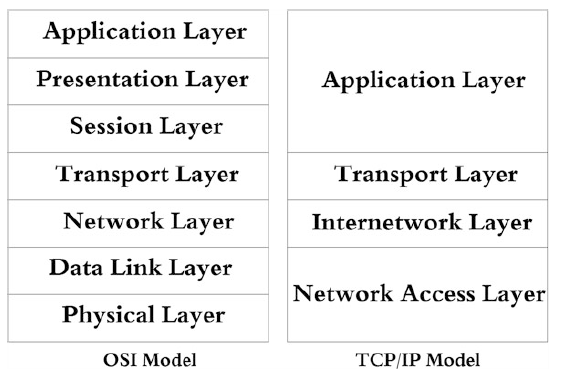 Application Layer
Presentation Layer
Session Layer
Transport Layer
Network Layer
Data Link Layer
Physical Layer
OSI Model
Application Layer
Transport Layer
Internetwork Layer
Network Access Layer
TCP/IP Model